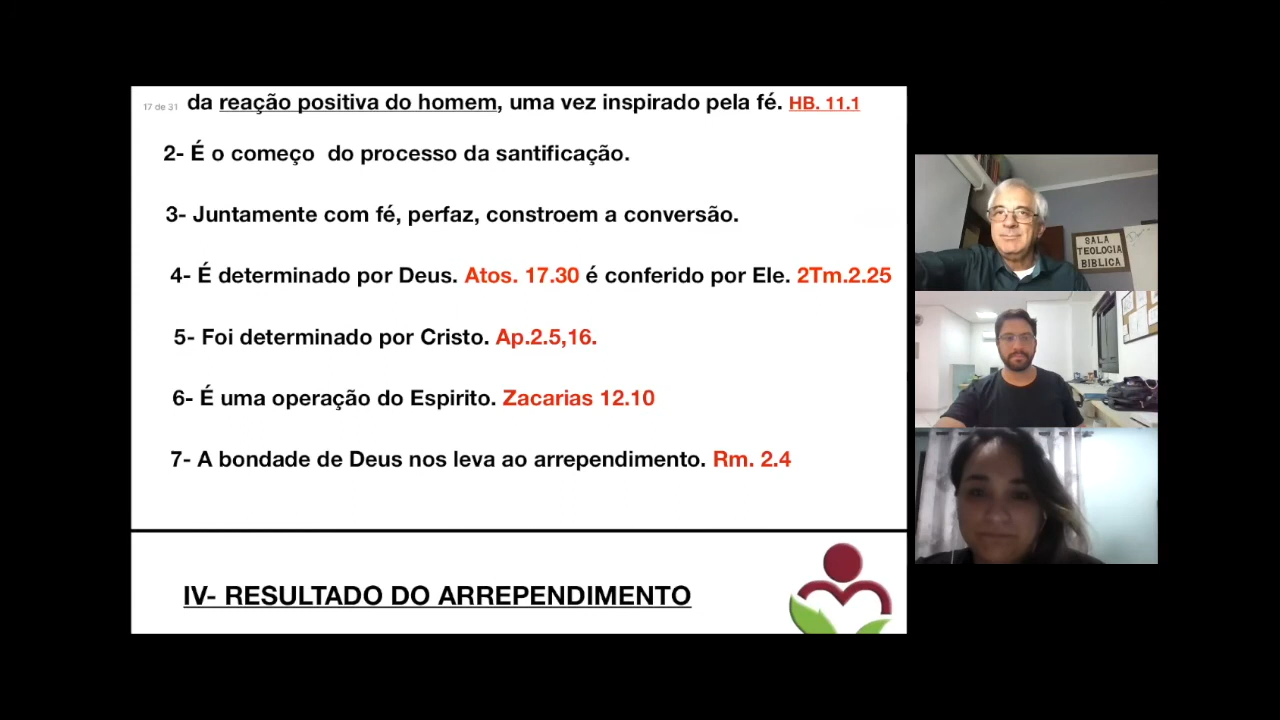 17 de 31
da reação positiva do homem, uma vez inspirado pela fé. HB. 11.1
2- É o começo  do processo da santificação.
3- Juntamente com fé, perfaz, constroem a conversão.
4- É determinado por Deus. Atos. 17.30 é conferido por Ele. 2Tm.2.25
5- Foi determinado por Cristo. Ap.2.5,16.
6- É uma operação do Espirito. Zacarias 12.10
7- A bondade de Deus nos leva ao arrependimento. Rm. 2.4
IV- RESULTADO DO ARREPENDIMENTO
SALA
TEOLOGIA
BIBLICA